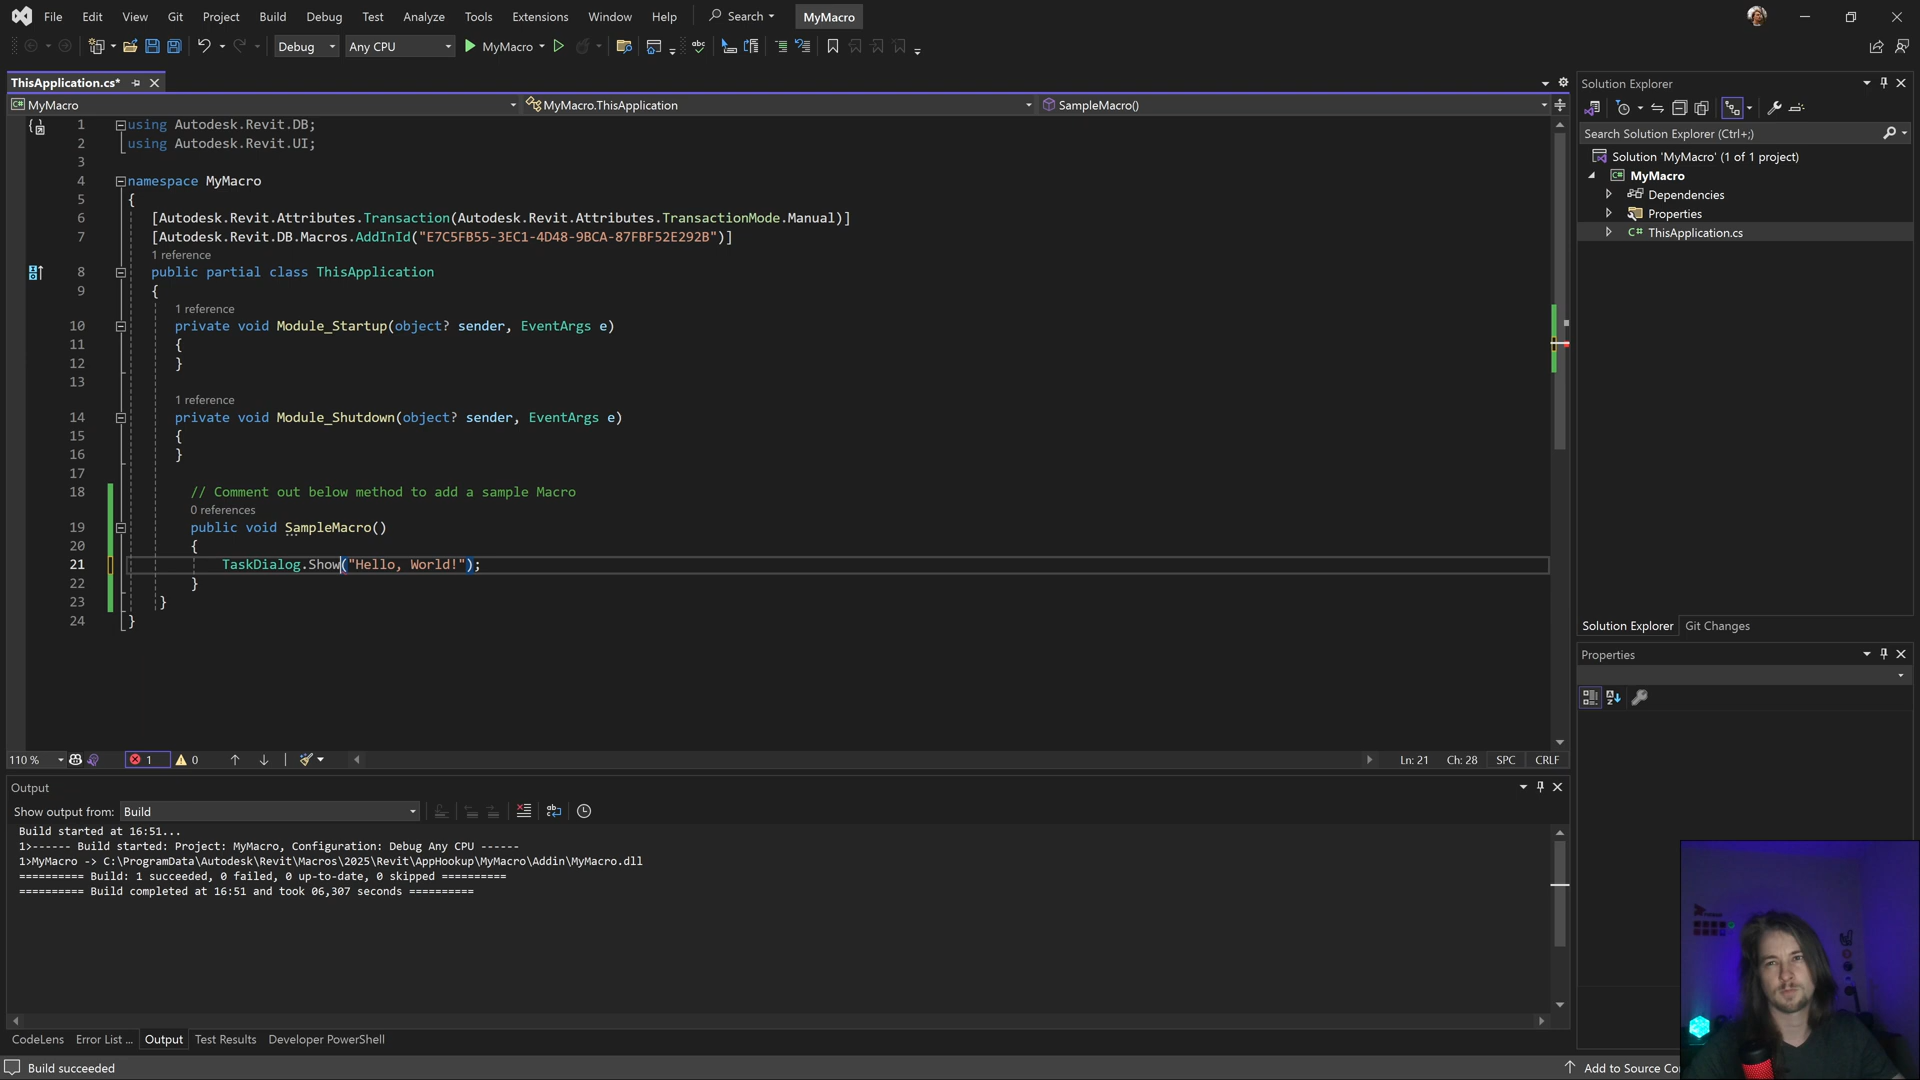 File Edit View Git Project Build Debug Test Analyze Tools Extensions Window Help Search MyMacro
Debug Any CPU MyMacro
ThisApplication.cs*
MyMacro MyMacro.ThisApplication SampleMacro()
1 using Autodesk.Revit.DB;
2 using Autodesk.Revit.UI;
3
4 namespace MyMacro
5 {
6 [Autodesk.Revit.Attributes.Transaction(Autodesk.Revit.Attributes.TransactionMode.Manual)]
7 [Autodesk.Revit.DB.Macros.AddInId("E7C5FB55-3EC1-4D48-9BCA-87FBF52E292B")]
1 reference
8 public partial class ThisApplication
9 {
1 reference
10 private void Module_Startup(object? sender, EventArgs e)
11 {
12 }
13
1 reference
14 private void Module_Shutdown(object? sender, EventArgs e)
15 {
16 }
17
18 // Comment out below method to add a sample Macro
0 references
19 public void SampleMacro()
20 {
21 TaskDialog.Show("Hello, World!");
22 }
23 }
24 }
110 % 1 0 Ln: 21 Ch: 28 SPC CRLF
Output
Show output from: Build
Build started at 16:51...
1>------ Build started: Project: MyMacro, Configuration: Debug Any CPU ------
1>MyMacro -> C:\ProgramData\Autodesk\Revit\Macros\2025\Revit\AppHookup\MyMacro\Addin\MyMacro.dll
========== Build: 1 succeeded, 0 failed, 0 up-to-date, 0 skipped ==========
========== Build completed at 16:51 and took 06,307 seconds ==========
CodeLens Error List ... Output Test Results Developer PowerShell
Build succeeded
Solution Explorer
Search Solution Explorer (Ctrl+;)
Solution 'MyMacro' (1 of 1 project)
MyMacro
Dependencies
Properties
ThisApplication.cs
Solution Explorer Git Changes
Properties
Add to Source Co